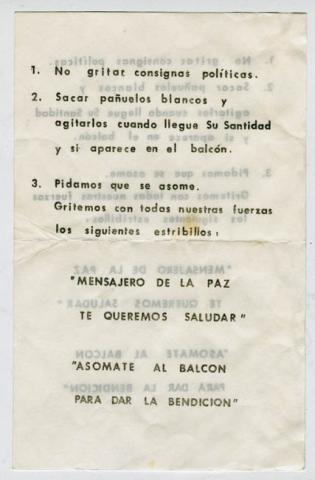 1. No gritar consignas políticas.
2. Sacar pañuelos blancos y
agitarlos cuando llegue Su Santidad
y si aparece en el balcón.
3. Pidamos que se asome.
Gritemos con todas nuestras fuerzas
los siguientes estribillos:
"MENSAJERO DE LA PAZ
TE QUEREMOS SALUDAR"
"ASOMATE AL BALCON
PARA DAR LA BENDICION"